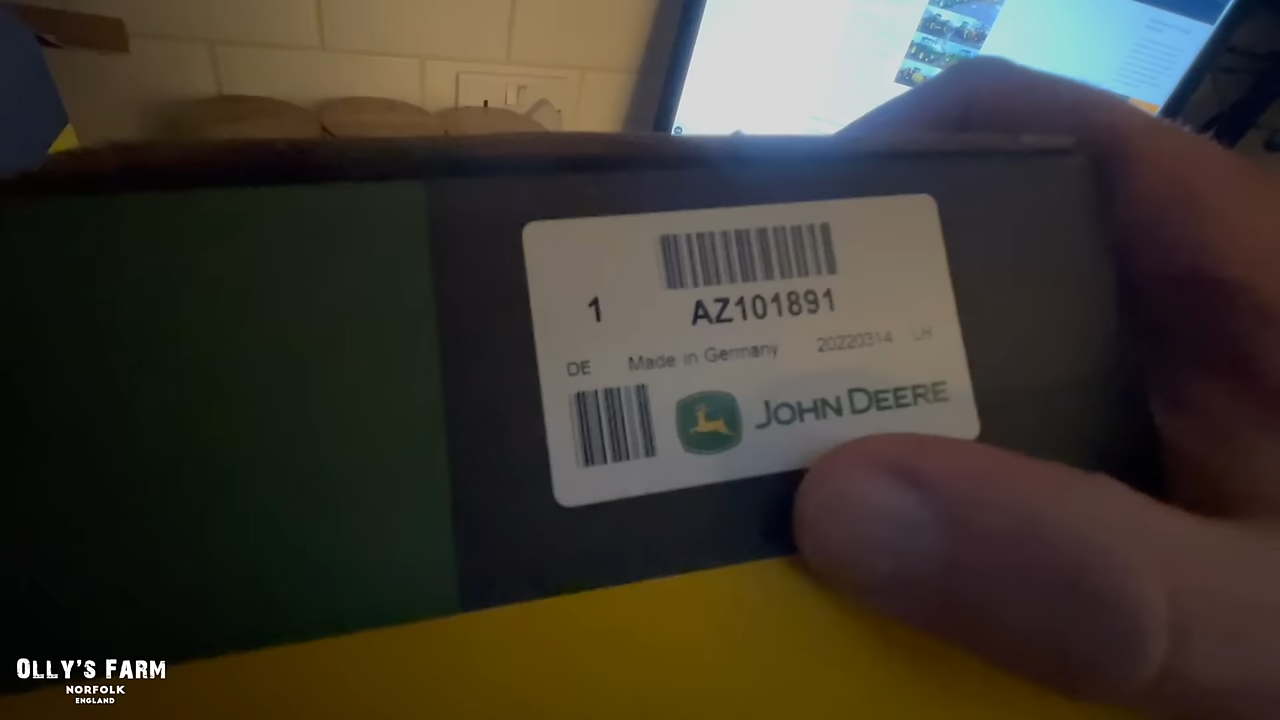 1 AZ101891
DE Made in Germany 20220314 LH
JOHN DEERE
OLLY'S FARM
NORFOLK
ENGLAND